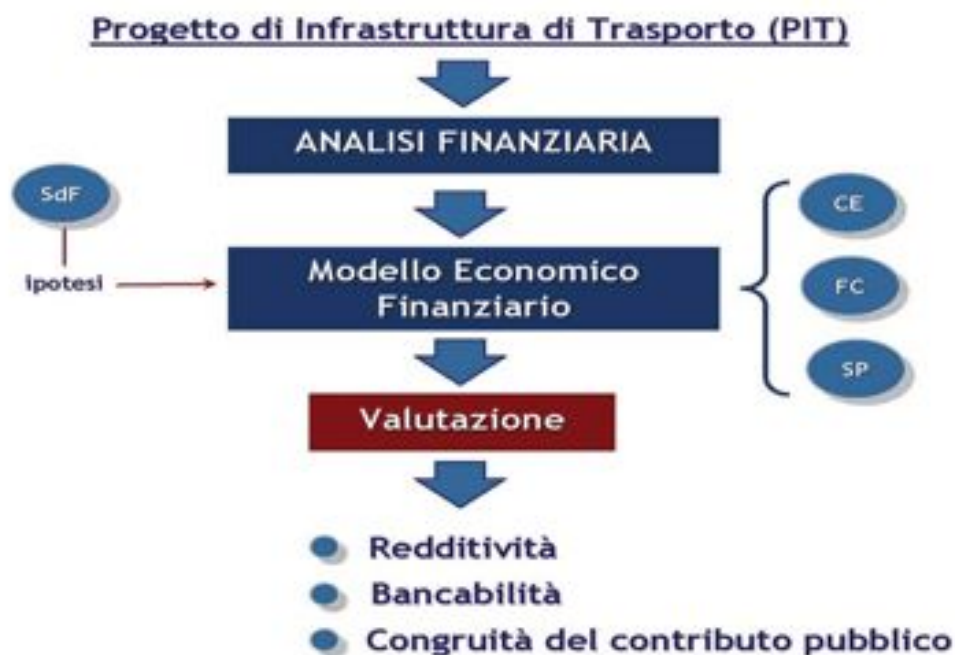 Progetto di Infrastruttura di Trasporto (PIT)
ANALISI FINANZIARIA
SdF
Ipotesi
Modello Economico
Finanziario
CE
FC
SP
Valutazione
Redditività
Bancabilità
Congruità del contributo pubblico